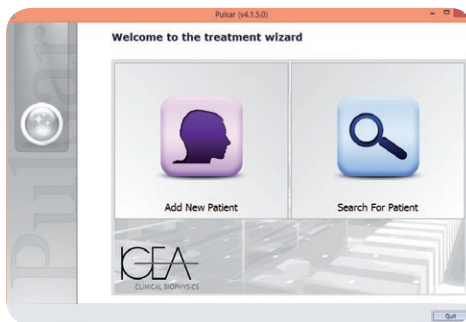 Pulsar (v4.1.5.0)
Welcome to the treatment wizard
Pulsar
Add New Patient
Search For Patient
IGEA
CLINICAL BIOPHYSICS
Quit